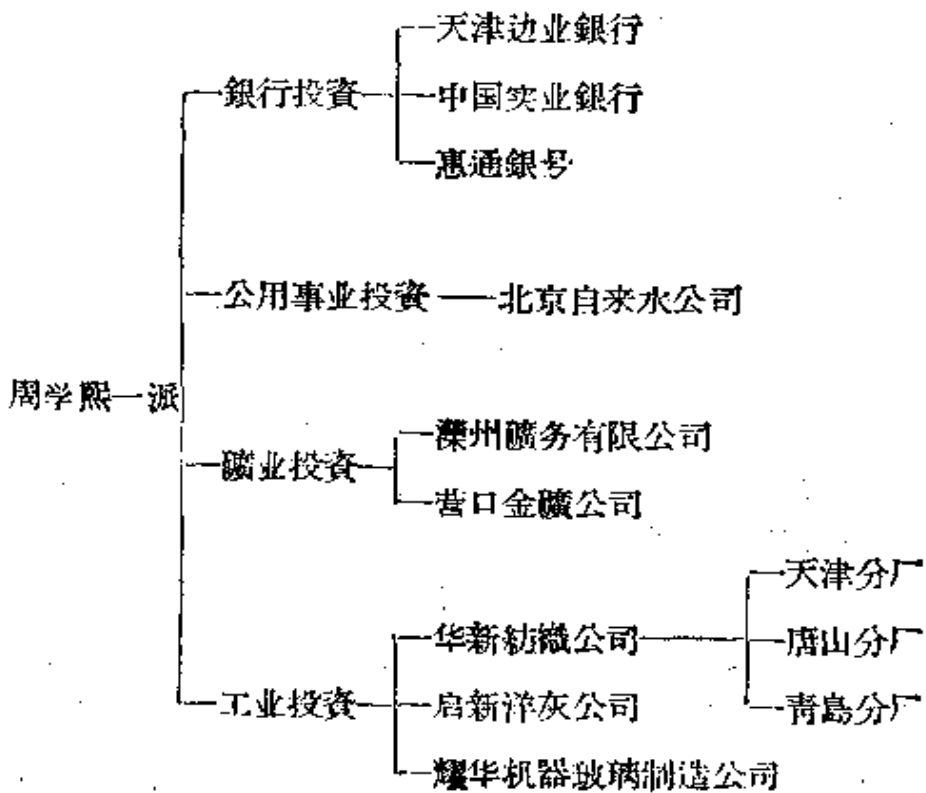 天津边业銀行
銀行投資
中国实业銀行
惠通銀号
公用事业投資
北京自来水公司
周学熙一派
灤州礦务有限公司
礦业投資
营口金礦公司
天津分厂
华新紡織公司
唐山分厂
工业投資
启新洋灰公司
青島分厂
耀华机器玻璃制造公司